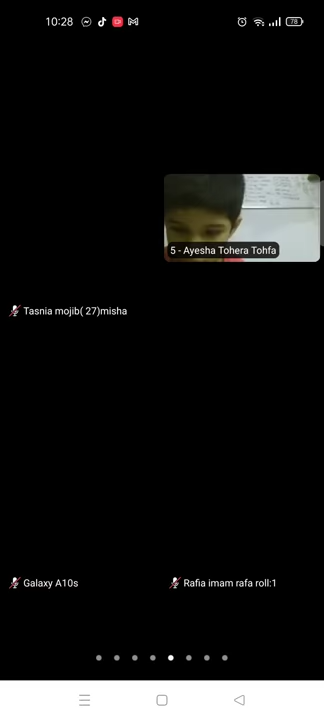 10:28
78
5 - Ayesha Tohera Tohfa
Tasnia mojib( 27)misha
Galaxy A10s
Rafia imam rafa roll:1